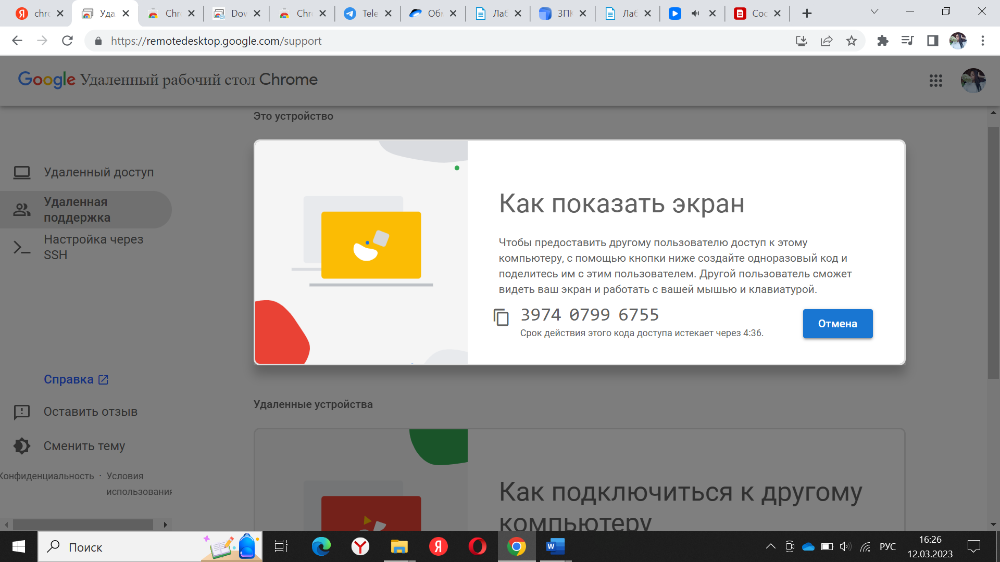 chro
Уда
Chr
Dov
Chr
Tele
Обм
Лаб
ЗПК
Лаб
Сос
https://remotedesktop.google.com/support
Google Удаленный рабочий стол Chrome
Это устройство
Удаленный доступ
Удаленная
поддержка
Настройка через
SSH
Как показать экран
Чтобы предоставить другому пользователю доступ к этому
компьютеру, с помощью кнопки ниже создайте одноразовый код и
поделитесь им с этим пользователем. Другой пользователь сможет
видеть ваш экран и работать с вашей мышью и клавиатурой.
3974 0799 6755
Срок действия этого кода доступа истекает через 4:36.
Отмена
Справка
Оставить отзыв
Сменить тему
Конфиденциальность · Условия
использования
Удаленные устройства
Как подключиться к другому
компьютеру
Поиск
РУС
16:26
12.03.2023